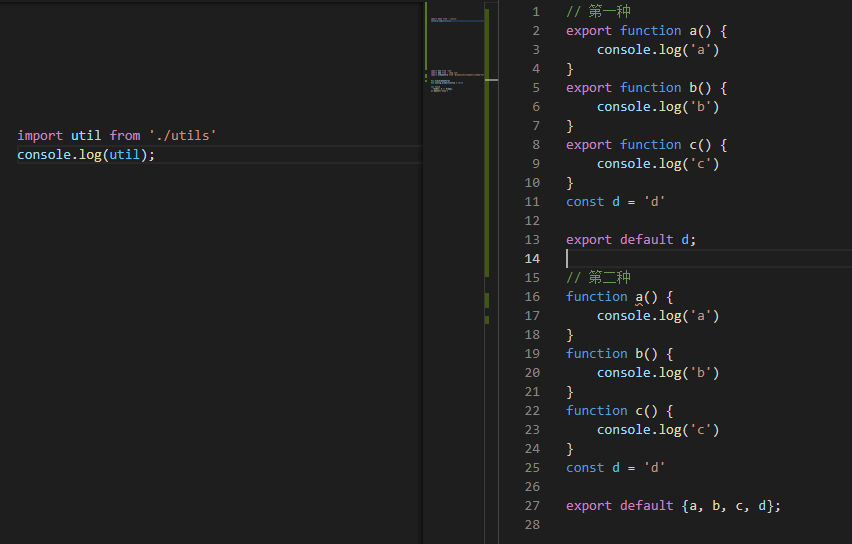 import util from './utils'
console.log(util);
1 // 第一种
2 export function a() {
3 console.log('a')
4 }
5 export function b() {
6 console.log('b')
7 }
8 export function c() {
9 console.log('c')
10 }
11 const d = 'd'
12
13 export default d;
14
15 // 第二种
16 function a() {
17 console.log('a')
18 }
19 function b() {
20 console.log('b')
21 }
22 function c() {
23 console.log('c')
24 }
25 const d = 'd'
26
27 export default {a, b, c, d};
28